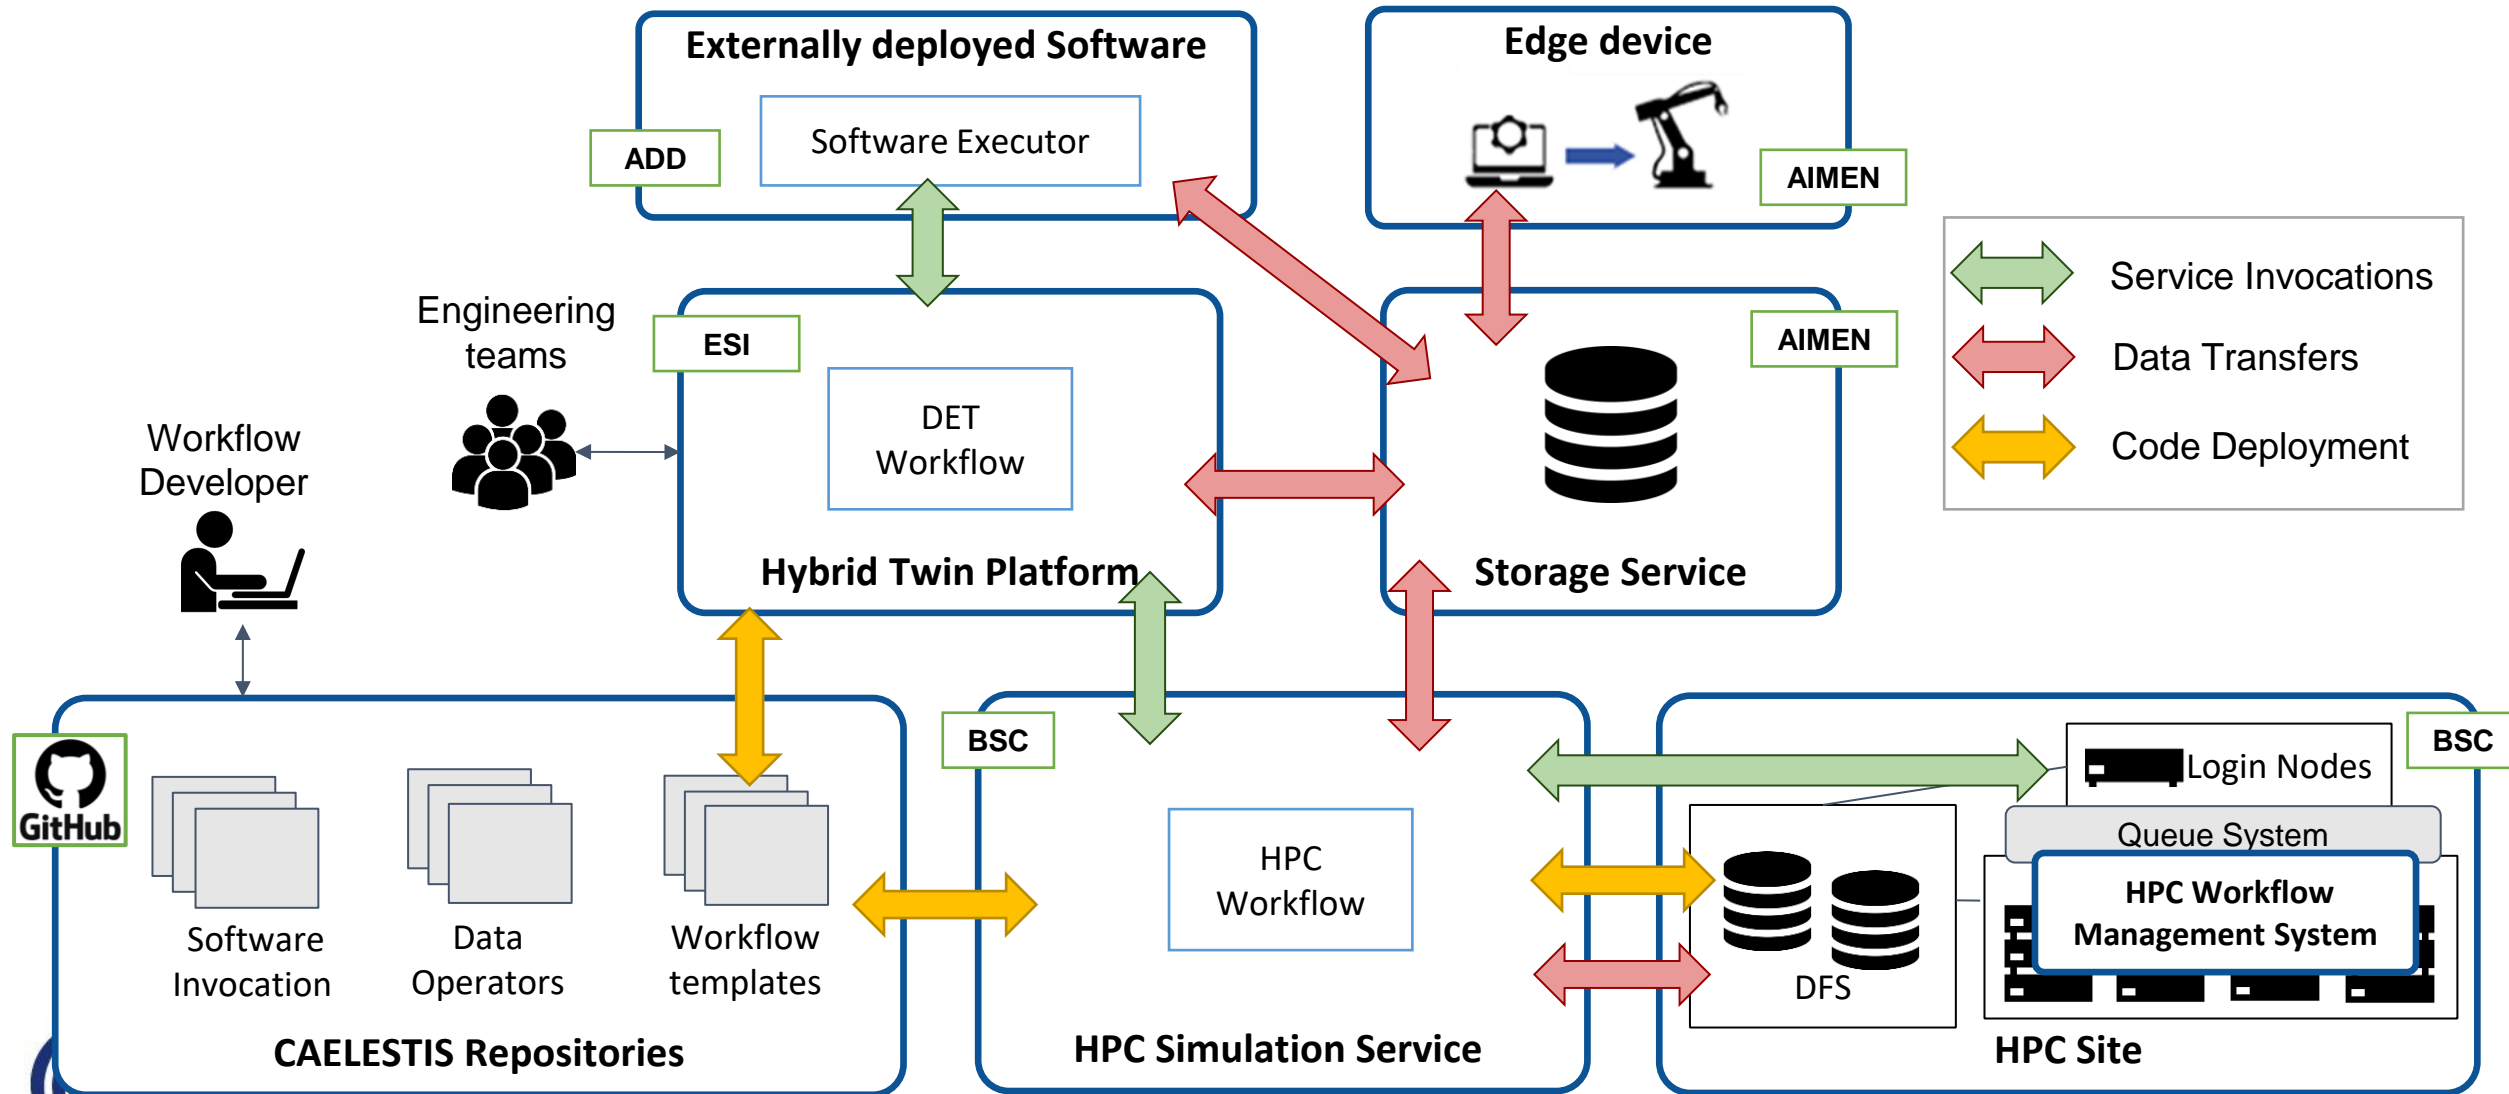 Externally deployed Software
Software Executor
ADD
Edge device
AIMEN
Service Invocations
Data Transfers
Code Deployment
Engineering
teams
ESI
DET
Workflow
Hybrid Twin Platform
AIMEN
Storage Service
Workflow
Developer
GitHub
Software
Invocation
Data
Operators
Workflow
templates
CAELESTIS Repositories
BSC
HPC
Workflow
HPC Simulation Service
BSC
Login Nodes
Queue System
HPC Workflow
Management System
DFS
HPC Site